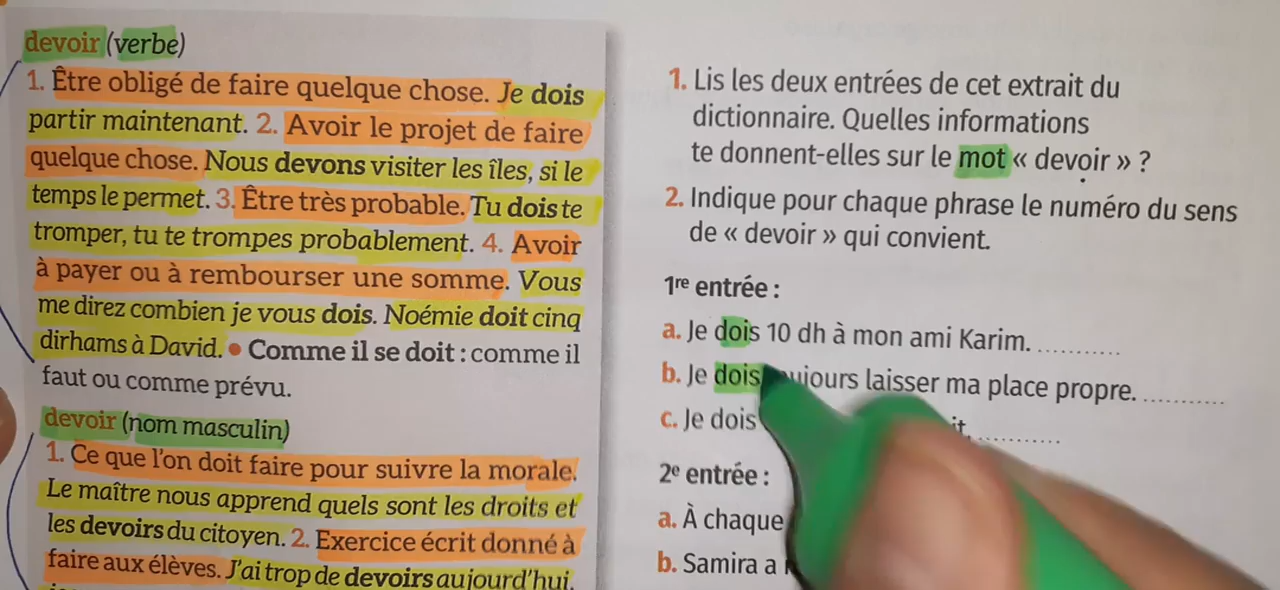 devoir (verbe)
1. Être obligé de faire quelque chose. Je dois
partir maintenant. 2. Avoir le projet de faire
quelque chose. Nous devons visiter les îles, si le
temps le permet. 3. Être très probable. Tu dois te
tromper, tu te trompes probablement. 4. Avoir
à payer ou à rembourser une somme. Vous
me direz combien je vous dois. Noémie doit cinq
dirhams à David. • Comme il se doit : comme il
faut ou comme prévu.
devoir (nom masculin)
1. Ce que l'on doit faire pour suivre la morale.
Le maître nous apprend quels sont les droits et
les devoirs du citoyen. 2. Exercice écrit donné à
faire aux élèves. J'ai trop de devoirs aujourd'hui.
1. Lis les deux entrées de cet extrait du
dictionnaire. Quelles informations
te donnent-elles sur le mot « devoir » ?
2. Indique pour chaque phrase le numéro du sens
de « devoir » qui convient.
1re entrée :
a. Je dois 10 dh à mon ami Karim. ...........
b. Je dois laisser ma place propre. ...........
c. Je dois ...........
2e entrée :
a. À chaque
b. Samira a